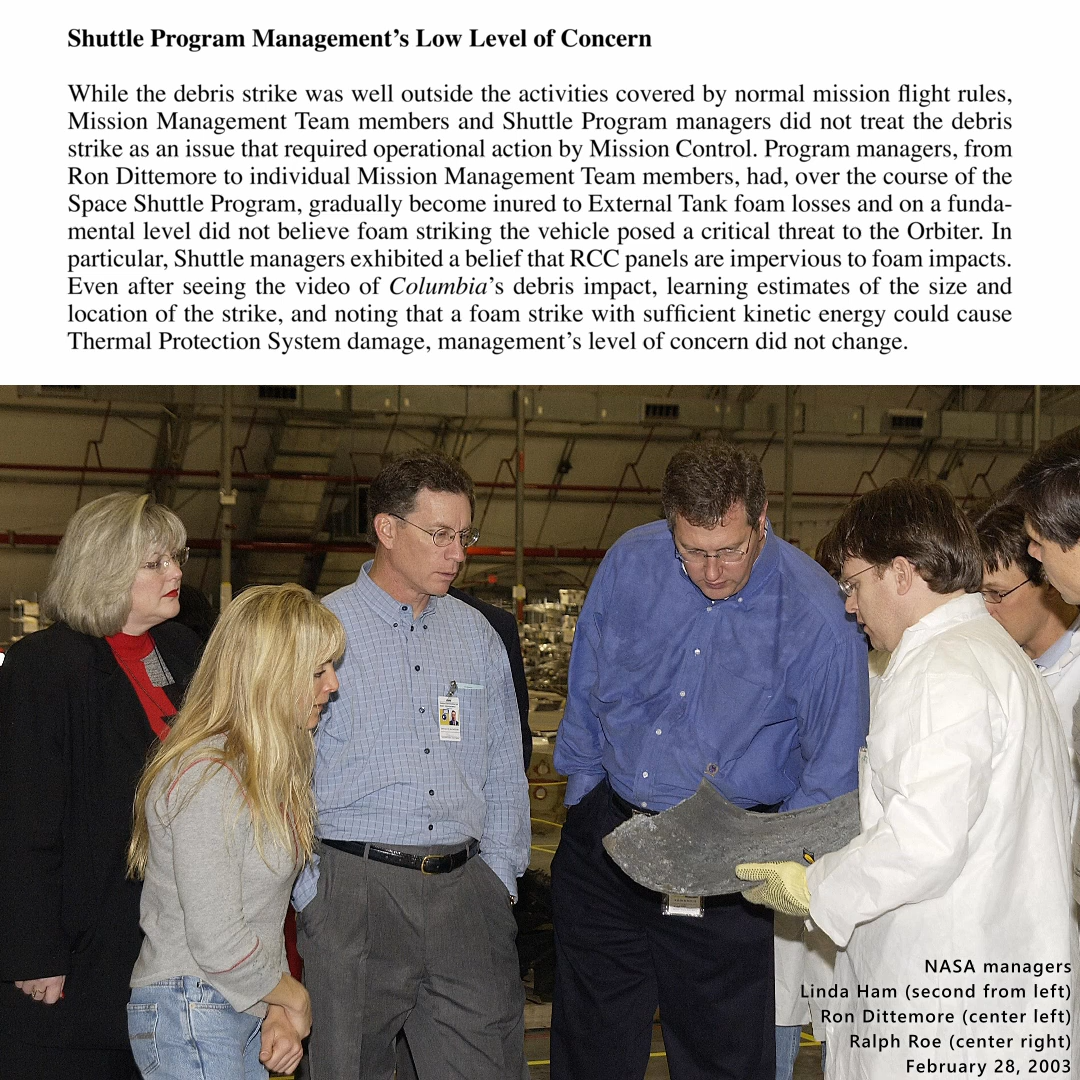 Shuttle Program Management's Low Level of Concern
While the debris strike was well outside the activities covered by normal mission flight rules,
Mission Management Team members and Shuttle Program managers did not treat the debris
strike as an issue that required operational action by Mission Control. Program managers, from
Ron Dittemore to individual Mission Management Team members, had, over the course of the
Space Shuttle Program, gradually become inured to External Tank foam losses and on a funda-
mental level did not believe foam striking the vehicle posed a critical threat to the Orbiter. In
particular, Shuttle managers exhibited a belief that RCC panels are impervious to foam impacts.
Even after seeing the video of Columbia's debris impact, learning estimates of the size and
location of the strike, and noting that a foam strike with sufficient kinetic energy could cause
Thermal Protection System damage, management's level of concern did not change.
NASA managers
Linda Ham (second from left)
Ron Dittemore (center left)
Ralph Roe (center right)
February 28, 2003